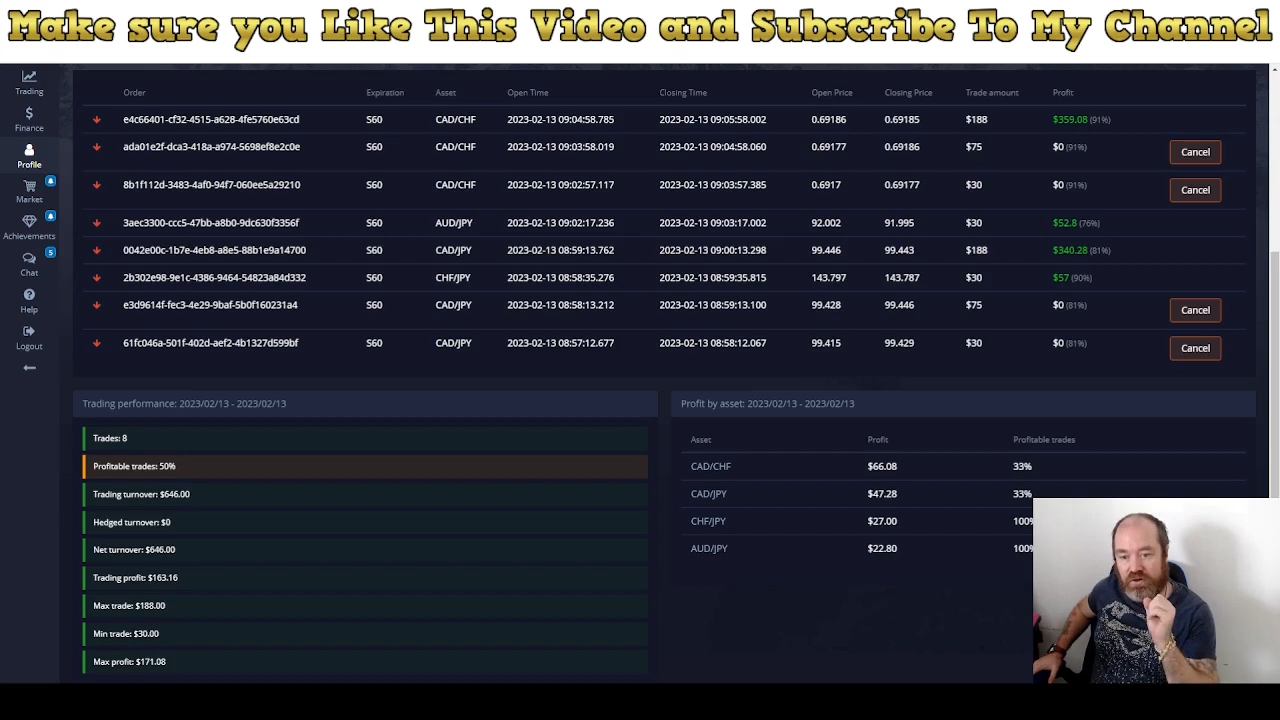 Make sure you Like This Video and Subscribe To My Channel
Trading
Finance
Profile
Market
Achievements
5
Chat
Help
Logout
Order Expiration Asset Open Time Closing Time Open Price Closing Price Trade amount Profit
e4c66401-cf32-4515-a628-4fe5760e63cd S60 CAD/CHF 2023-02-13 09:04:58.785 2023-02-13 09:05:58.002 0.69186 0.69185 $188 $359.08 (91%)
ada01e2f-dca3-418a-a974-5698ef8e2c0e S60 CAD/CHF 2023-02-13 09:03:58.019 2023-02-13 09:04:58.060 0.69177 0.69186 $75 $0 (91%) Cancel
8b1f112d-3483-4af0-94f7-060ee5a29210 S60 CAD/CHF 2023-02-13 09:02:57.117 2023-02-13 09:03:57.385 0.6917 0.69177 $30 $0 (91%) Cancel
3aec3300-ccc5-47bb-a8b0-9dc630f3356f S60 AUD/JPY 2023-02-13 09:02:17.236 2023-02-13 09:03:17.002 92.002 91.995 $30 $52.8 (76%)
0042e00c-1b7e-4eb8-a8e5-88b1e9a14700 S60 CAD/JPY 2023-02-13 08:59:13.762 2023-02-13 09:00:13.298 99.446 99.443 $188 $340.28 (81%)
2b302e98-9e1c-4386-9464-54823a84d332 S60 CHF/JPY 2023-02-13 08:58:35.276 2023-02-13 08:59:35.815 143.797 143.787 $30 $57 (90%)
e3d9614f-fec3-4e29-9baf-5b0f160231a4 S60 CAD/JPY 2023-02-13 08:58:13.212 2023-02-13 08:59:13.100 99.428 99.446 $75 $0 (81%) Cancel
61fc046a-501f-402d-aef2-4b1327d599bf S60 CAD/JPY 2023-02-13 08:57:12.677 2023-02-13 08:58:12.067 99.415 99.429 $30 $0 (81%) Cancel
Trading performance: 2023/02/13 - 2023/02/13
Trades: 8
Profitable trades: 50%
Trading turnover: $646.00
Hedged turnover: $0
Net turnover: $646.00
Trading profit: $163.16
Max trade: $188.00
Min trade: $30.00
Max profit: $171.08
Profit by asset: 2023/02/13 - 2023/02/13
Asset Profit Profitable trades
CAD/CHF $66.08 33%
CAD/JPY $47.28 33%
CHF/JPY $27.00 100%
AUD/JPY $22.80 100%